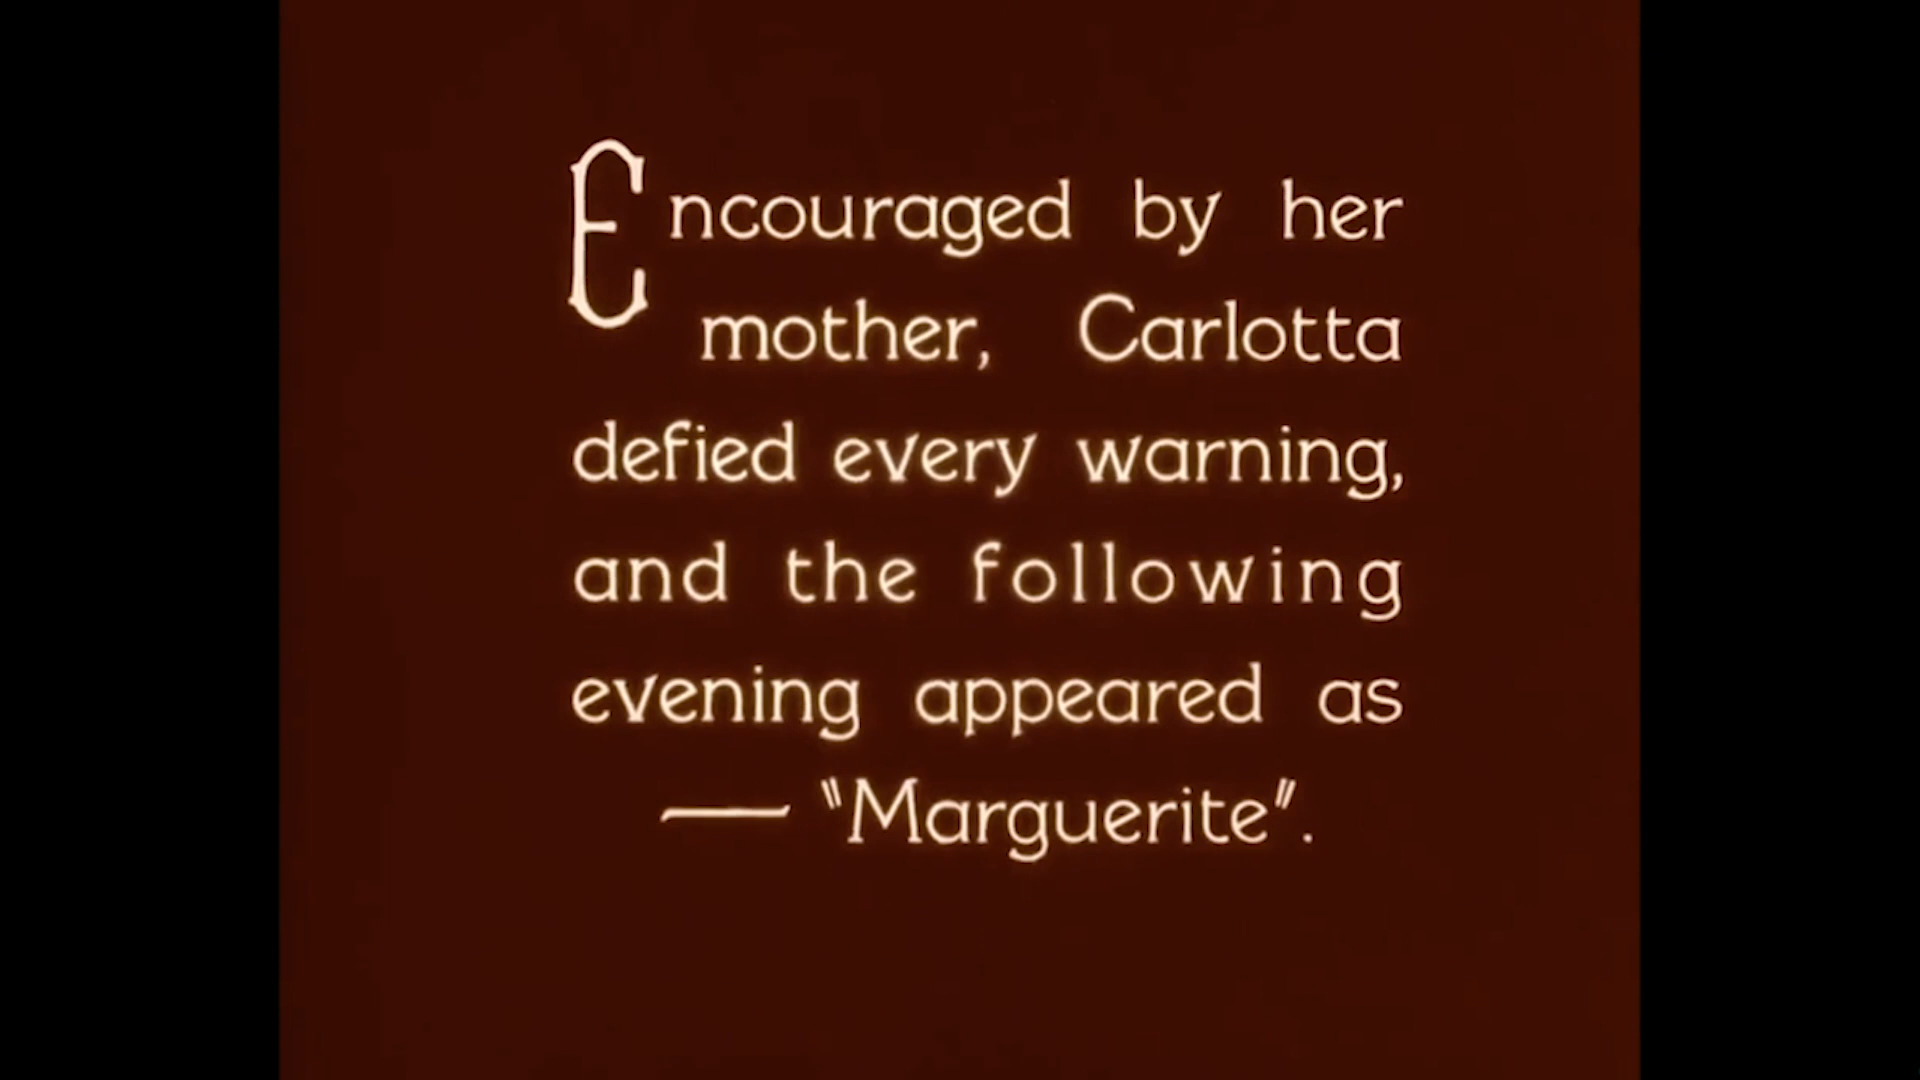 Encouraged by her
mother, Carlotta
defied every warning,
and the following
evening appeared as
— "Marguerite".